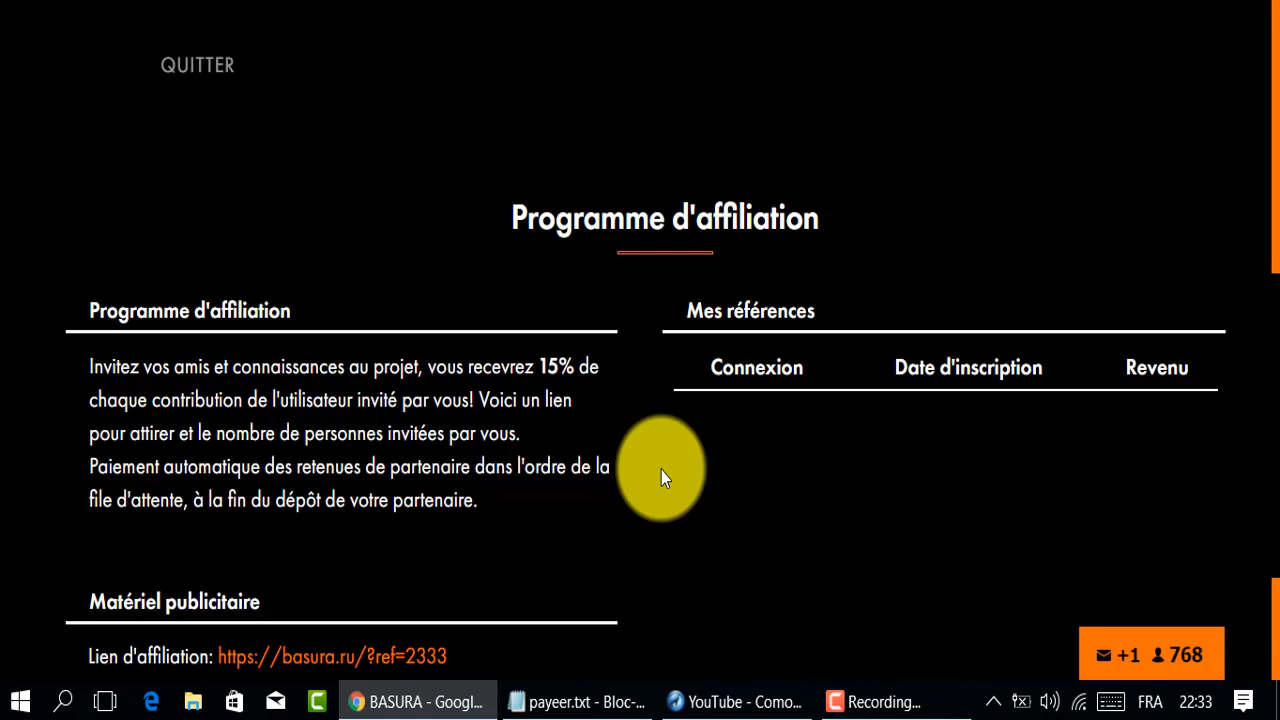 QUITTER
Programme d'affiliation
Programme d'affiliation
Invitez vos amis et connaissances au projet, vous recevrez 15% de
chaque contribution de l'utilisateur invité par vous! Voici un lien
pour attirer et le nombre de personnes invitées par vous.
Paiement automatique des retenues de partenaire dans l'ordre de la
file d'attente, à la fin du dépôt de votre partenaire.
Mes références
Connexion Date d'inscription Revenu
Matériel publicitaire
Lien d'affiliation: https://basura.ru/?ref=2333
+1 768
BASURA - Googl... payeer.txt - Bloc-... YouTube - Como... Recording... FRA 22:33